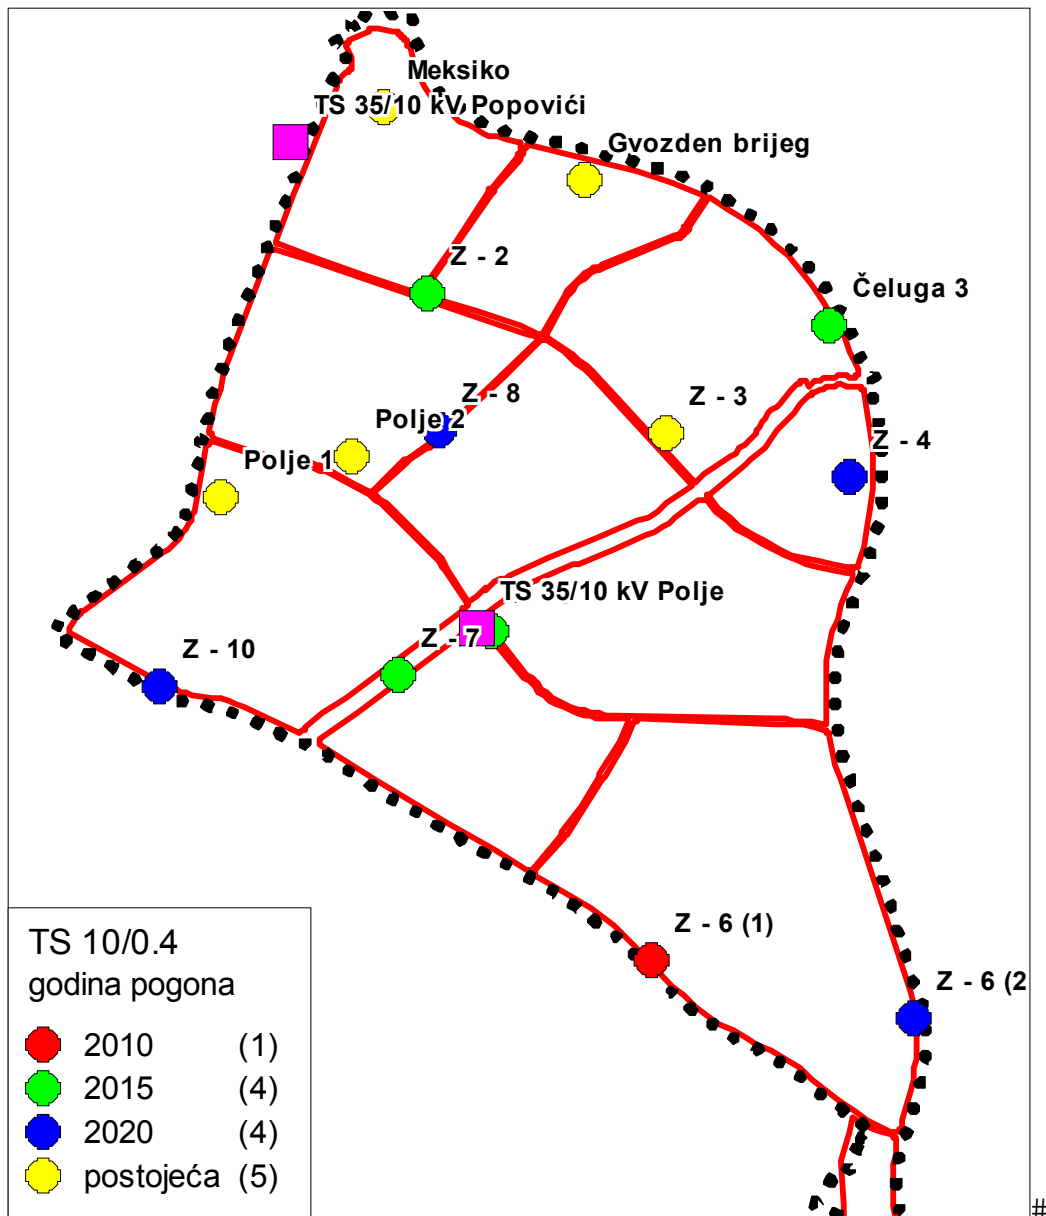 Meksiko
TS 35/10 kV Popovići
Gvozden brijeg
Z - 2
Čeluga 3
Z - 8
Z - 3
Polje 2
Z - 4
Polje 1
TS 35/10 kV Polje
Z - 7
Z - 10
Z - 6 (1)
Z - 6 (2
TS 10/0.4
godina pogona
2010 (1)
2015 (4)
2020 (4)
postojeća (5)
#